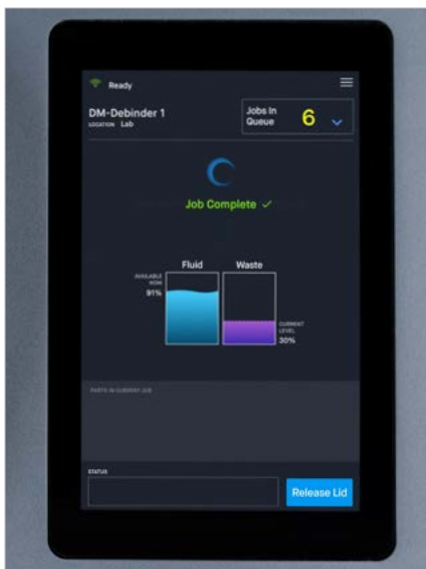 Ready
DM-Debinder 1
LOCATION Lab
Jobs In
Queue
6
Job Complete
Fluid
Waste
AVAILABLE
NOW
91%
CURRENT
LEVEL
30%
PARTS IN CURRENT JOB
STATUS
Release Lid